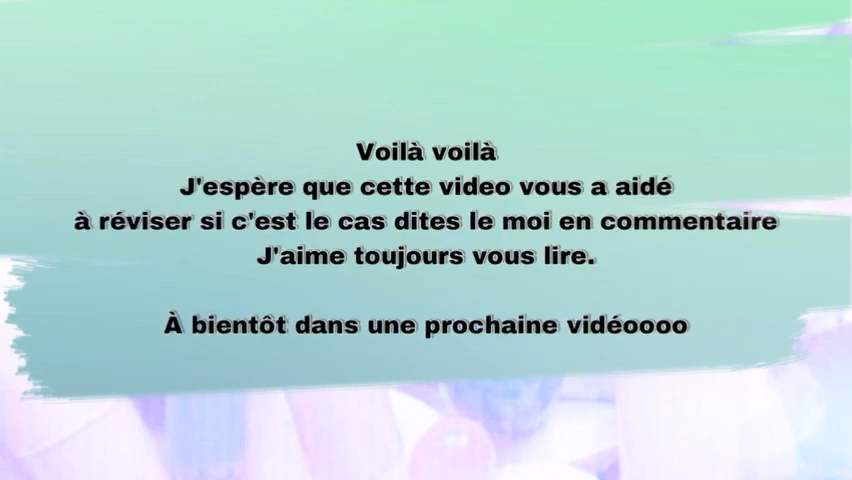 Voilà voilà
J'espère que cette video vous a aidé
à réviser si c'est le cas dites le moi en commentaire
J'aime toujours vous lire.
À bientôt dans une prochaine vidéoooo